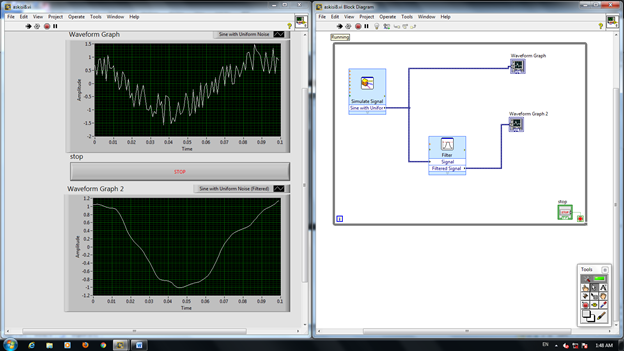 eskoi8.vi
File Edit View Project Operate Tools Window Help
Waveform Graph
Sine with Uniform Noise
Amplitude
1.5
1
0.5
0
-0.5
-1
-1.5
-2
0 0.01 0.02 0.03 0.04 0.05 0.06 0.07 0.08 0.09 0.1
Time
stop
STOP
Waveform Graph 2
Sine with Uniform Noise (Filtered)
Amplitude
1.2
1
0.8
0.6
0.4
0.2
0
-0.2
-0.4
-0.6
-0.8
-1
-1.2
0 0.01 0.02 0.03 0.04 0.05 0.06 0.07 0.08 0.09 0.1
Time
eskoi8.vi Block Diagram
File Edit View Project Operate Tools Window Help
Running
Simulate Signal
Sine with Unifor
Waveform Graph
Waveform Graph 2
Filter
Signal
Filtered Signal
stop
i
Tools
EN
1:48 AM